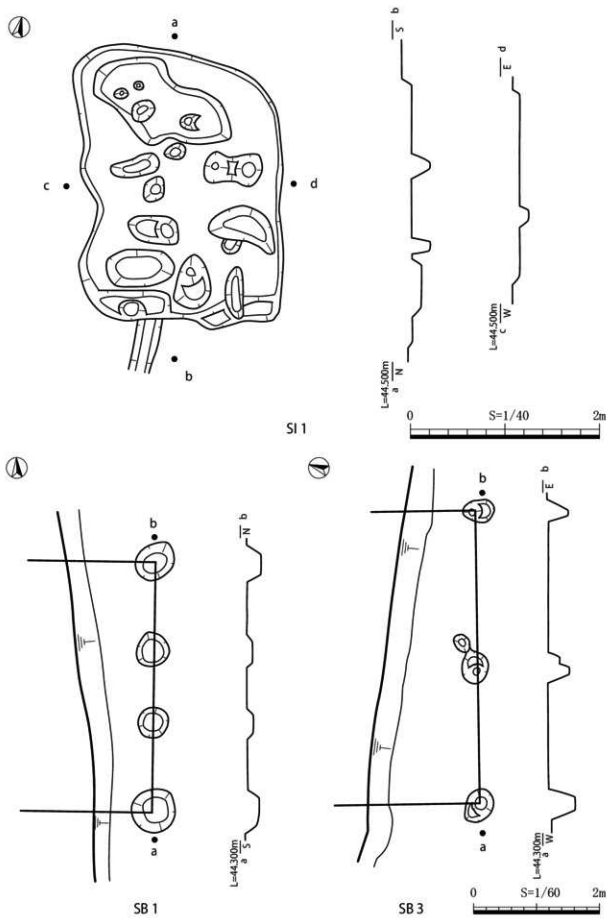 a
c
d
b
b
S
L=44.500m
a
N
d
E
L=44.500m
c
W
SI 1
0 S=1/40 2m
b
a
b
N
L=44.300m
a
S
SB 1
b
a
b
E
L=44.300m
a
W
SB 3
0 S=1/60 2m